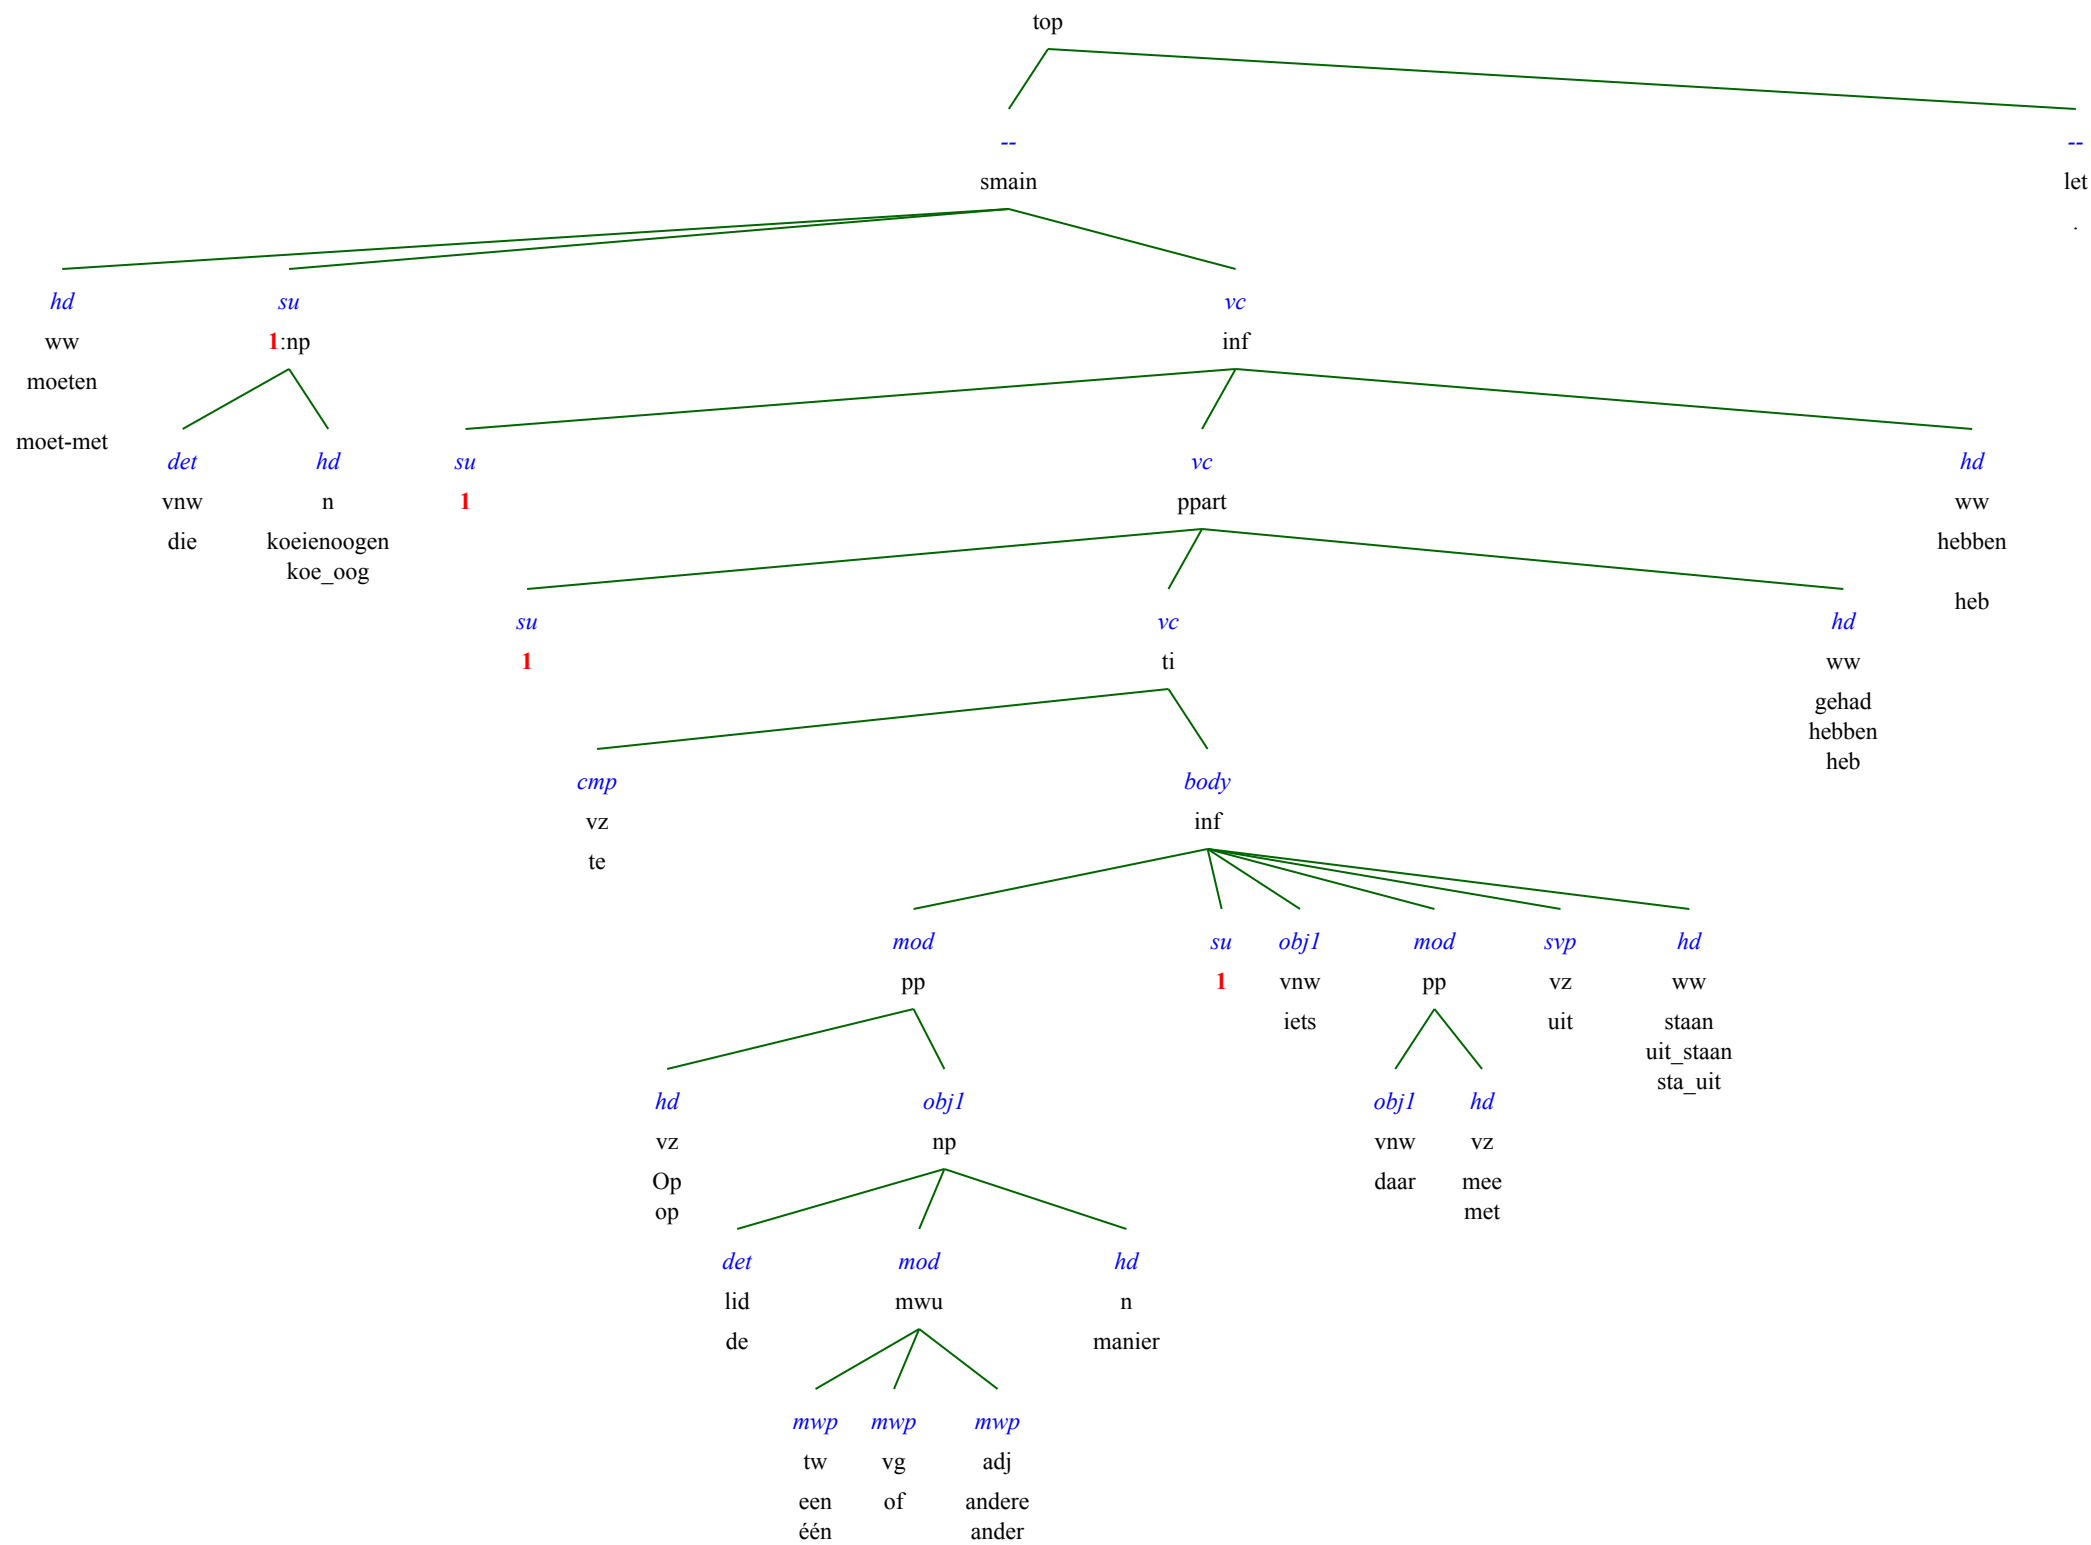 top
-- --
smain let
.
hd su vc
ww 1:np inf
moeten
moet-met
det hd su vc hd
vnw n 1 ppart ww
die koeienoogen hebben
koe_oog
heb
su vc hd
1 ti ww
gehad
hebben
heb
cmp body
vz inf
te
mod su obj1 mod svp hd
pp 1 vnw pp vz ww
iets uit staan
uit_staan
sta_uit
hd obj1 obj1 hd
vz np vnw vz
Op daar mee
op met
det mod hd
lid mwu n
de manier
mwp mwp mwp
tw vg adj
een of andere
één ander